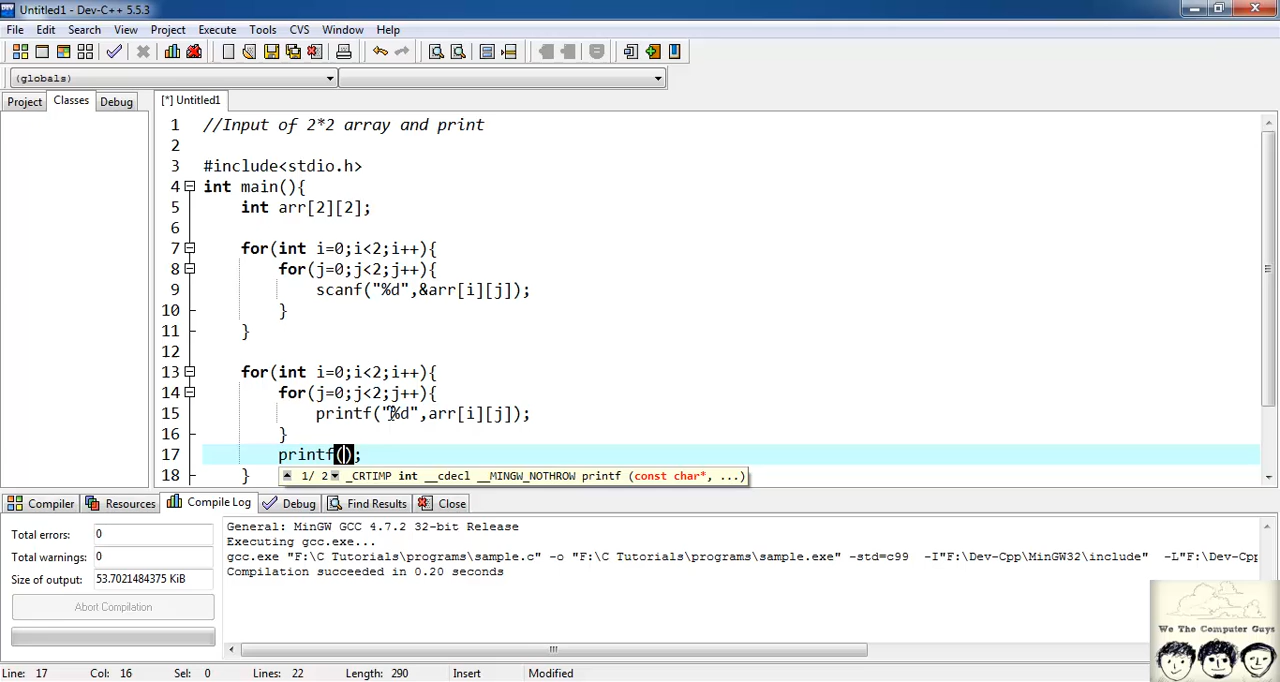 Untitled1 - Dev-C++ 5.5.3
File Edit Search View Project Execute Tools CVS Window Help
(globals)
Project Classes Debug [*] Untitled1
1 //Input of 2*2 array and print
2
3 #include<stdio.h>
4 int main(){
5 int arr[2][2];
6
7 for(int i=0;i<2;i++){
8 for(j=0;j<2;j++){
9 scanf("%d",&arr[i][j]);
10 }
11 }
12
13 for(int i=0;i<2;i++){
14 for(j=0;j<2;j++){
15 printf("%d",arr[i][j]);
16 }
17 printf();
1/ 2 _CRTIMP int __cdecl __MINGW_NOTHROW printf (const char*, ...)
18 }
Compiler Resources Compile Log Debug Find Results Close
Total errors: 0
Total warnings: 0
Size of output: 53.7021484375 KiB
Abort Compilation
General: MinGW GCC 4.7.2 32-bit Release
Executing gcc.exe...
gcc.exe "F:\C Tutorials\programs\sample.c" -o "F:\C Tutorials\programs\sample.exe" -std=c99 -I"F:\Dev-Cpp\MinGW32\include" -L"F:\Dev-Cpp
Compilation succeeded in 0.20 seconds
We The Computer Guys
Line: 17 Col: 16 Sel: 0 Lines: 22 Length: 290 Insert Modified